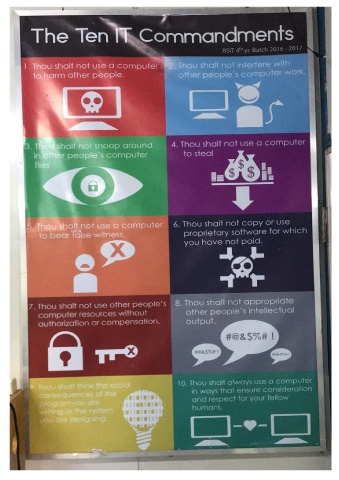 The Ten IT Commandments
BSIT 4th yr. Batch 2016 - 2017
1. Thou shalt not use a computer
to harm other people.
2. Thou shalt not interfere with
other people's computer work.
3. Thou shalt not snoop around
in other people's computer
files
4. Thou shalt not use a computer
to steal
$ $ $
5. Thou shalt not use a computer
to bear false witness.
X
6. Thou shalt not copy or use
proprietary software for which
you have not paid.
7. Thou shalt not use other people's
computer resources without
authorization or compensation.
X
8. Thou shalt not appropriate
other people's intellectual
output.
#@&$%# !
#@&$%# !
#@&$%# !
9. Thou shalt think the social
consequences of the
program you are
writing or the system
you are designing.
10. Thou shalt always use a computer
in ways that ensure consideration
and respect for your fellow
humans.